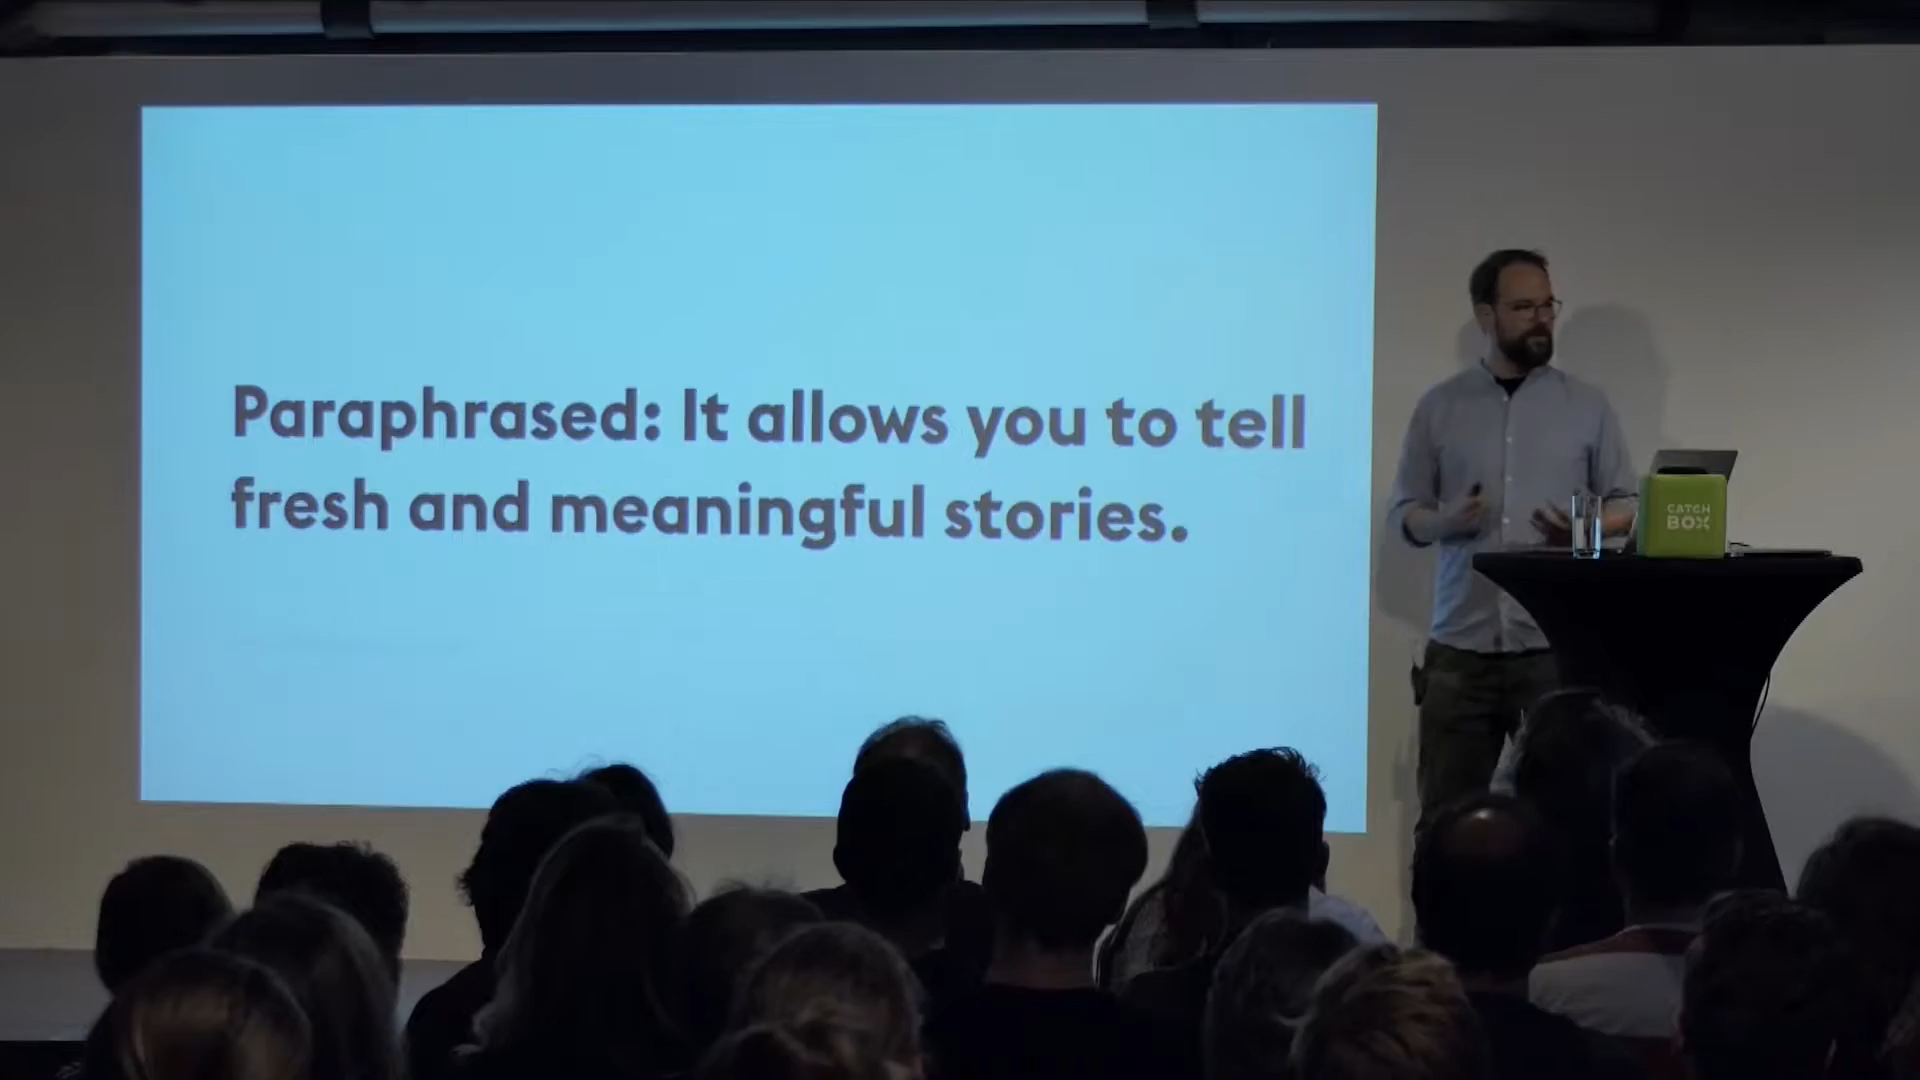 Paraphrased: It allows you to tell
fresh and meaningful stories.
CATCH
BOX